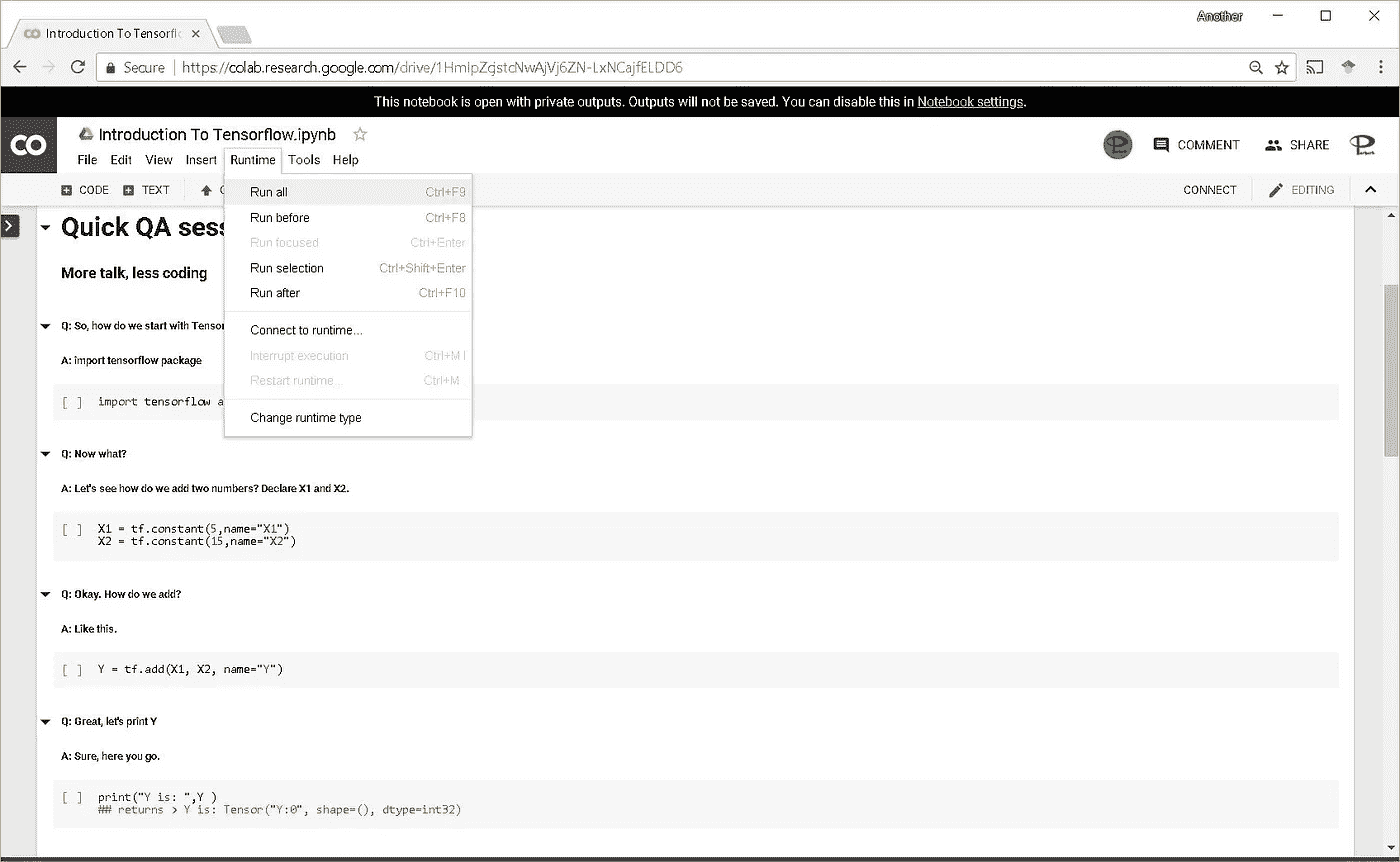 Another
Introduction To Tensorfl
Secure https://colab.research.google.com/drive/1HmIpZqjstcNwAjVj6ZN-LxNCajfELDD6
This notebook is open with private outputs. Outputs will not be saved. You can disable this in Notebook settings.
CO Introduction To Tensorflow.ipynb
COMMENT SHARE
File Edit View Insert Runtime Tools Help
CODE TEXT CONNECT EDITING
Run all Ctrl+F9
Run before Ctrl+F8
Run focused Ctrl+Enter
Run selection Ctrl+Shift+Enter
Run after Ctrl+F10
Connect to runtime...
Interrupt execution Ctrl+M I
Restart runtime... Ctrl+M
Change runtime type
Quick QA ses
More talk, less coding
Q: So, how do we start with Tensor
A: import tensorflow package
[ ] import tensorflow a
Q: Now what?
A: Let's see how do we add two numbers? Declare X1 and X2.
[ ] X1 = tf.constant(5,name="X1")
X2 = tf.constant(15,name="X2")
Q: Okay. How do we add?
A: Like this.
[ ] Y = tf.add(X1, X2, name="Y")
Q: Great, let's print Y
A: Sure, here you go.
[ ] print("Y is: ",Y )
## returns > Y is: Tensor("Y:0", shape=(), dtype=int32)